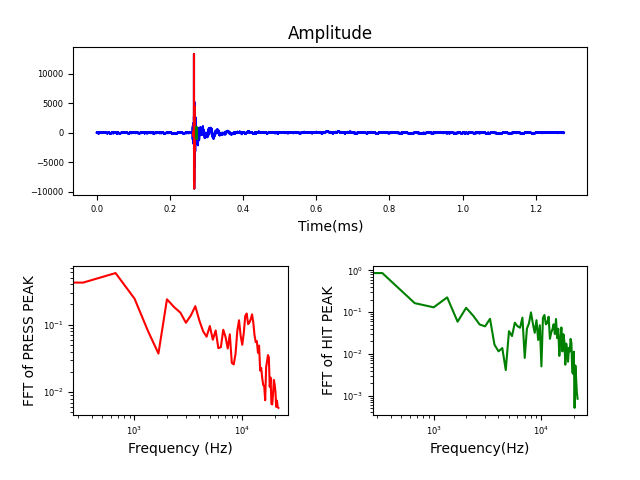 Amplitude
10000
5000
0
−5000
−10000
0.0 0.2 0.4 0.6 0.8 1.0 1.2
Time(ms)
FFT of PRESS PEAK
10⁻¹
10⁻²
10³ 10⁴
Frequency (Hz)
FFT of HIT PEAK
10⁰
10⁻¹
10⁻²
10⁻³
10³ 10⁴
Frequency(Hz)